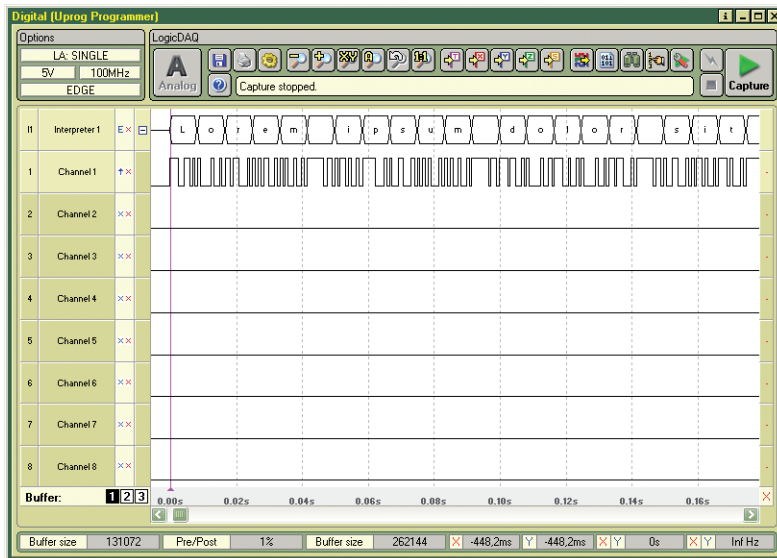 Digital (Uprog Programmer)
Options
LA: SINGLE
5V 100MHz
EDGE
LogicDAQ
A
Analog
Capture stopped.
Capture
I1 Interpreter 1 E× L o r e m i p s u m d o l o r s i t
1 Channel 1
2 Channel 2 ××
3 Channel 3 ××
4 Channel 4 ××
5 Channel 5 ××
6 Channel 6 ××
7 Channel 7 ××
8 Channel 8 ××
Buffer: 1 2 3 0.00s 0.02s 0.04s 0.06s 0.08s 0.10s 0.12s 0.14s 0.16s X
Buffer size 131072 Pre/Post 1% Buffer size 262144 X -448,2ms Y -448,2ms X Y 0s X Y Inf Hz